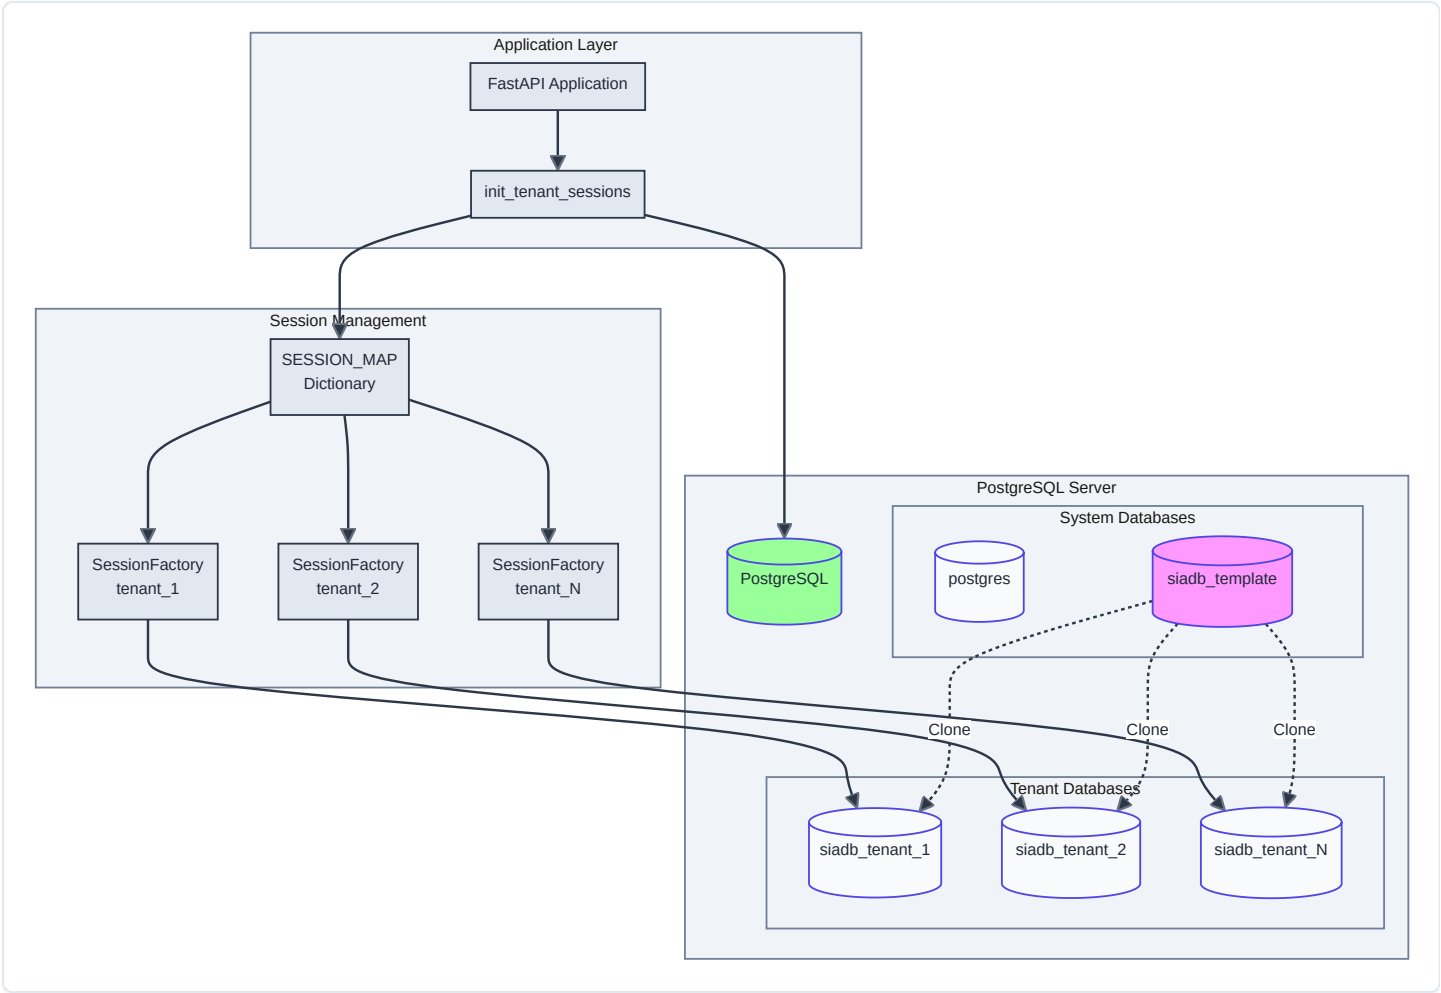 Application Layer
FastAPI Application
init_tenant_sessions
Session Management
SESSION_MAP
Dictionary
SessionFactory
tenant_1
SessionFactory
tenant_2
SessionFactory
tenant_N
PostgreSQL Server
System Databases
PostgreSQL
postgres
siadb_template
Clone
Clone
Clone
Tenant Databases
siadb_tenant_1
siadb_tenant_2
siadb_tenant_N